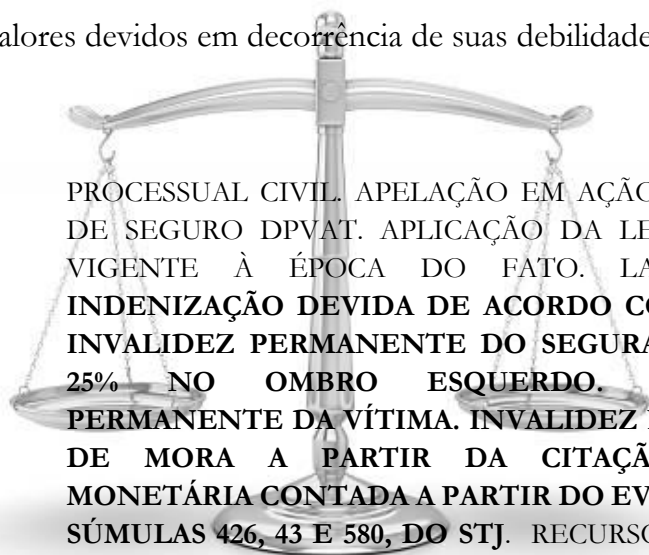 alores devidos em decorrência de suas debilidade
PROCESSUAL CIVIL. APELAÇÃO EM AÇÃO
DE SEGURO DPVAT. APLICAÇÃO DA LE
VIGENTE À ÉPOCA DO FATO. LA
INDENIZAÇÃO DEVIDA DE ACORDO CO
INVALIDEZ PERMANENTE DO SEGURA
25% NO OMBRO ESQUERDO.
PERMANENTE DA VÍTIMA. INVALIDEZ
DE MORA A PARTIR DA CITAÇÃ
MONETÁRIA CONTADA A PARTIR DO EV
SÚMULAS 426, 43 E 580, DO STJ. RECURSO